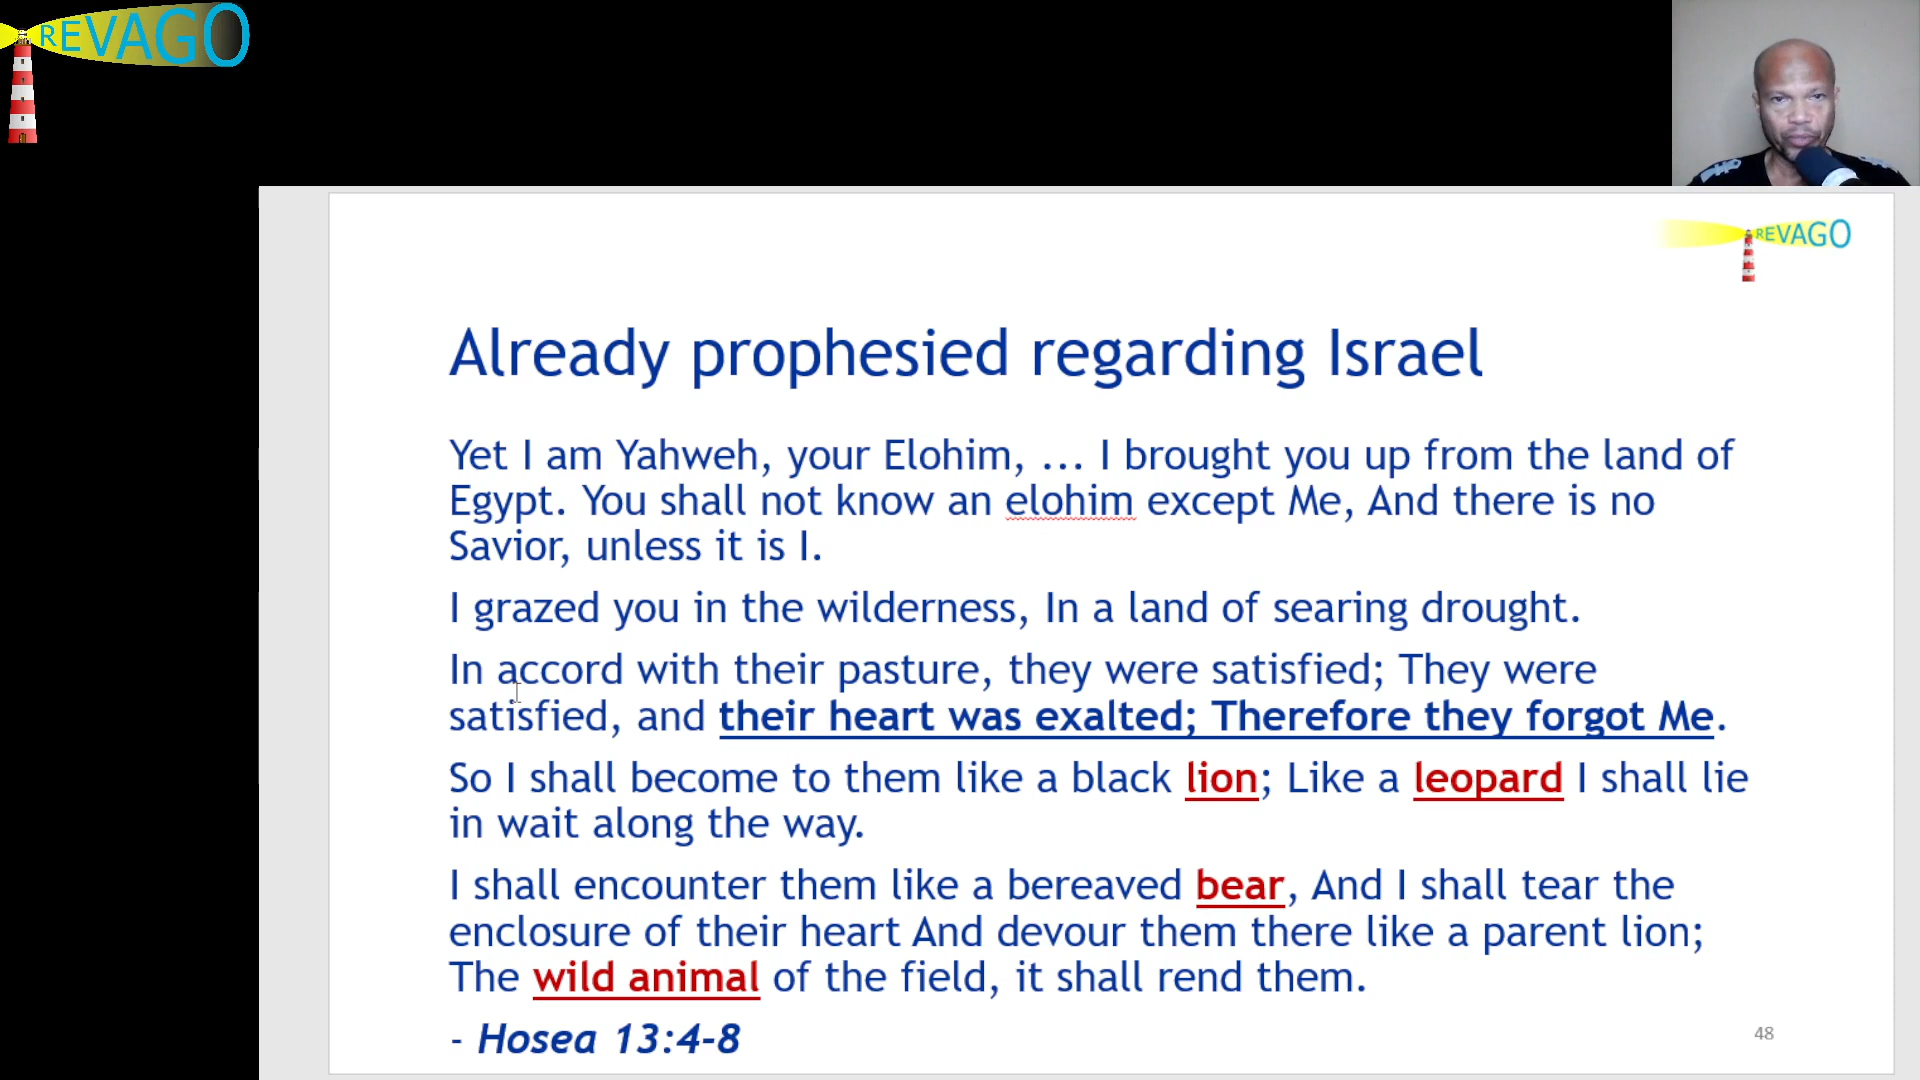 REVAGO
REVAGO
Already prophesied regarding Israel
Yet I am Yahweh, your Elohim, ... I brought you up from the land of
Egypt. You shall not know an elohim except Me, And there is no
Savior, unless it is I.
I grazed you in the wilderness, In a land of searing drought.
In accord with their pasture, they were satisfied; They were
satisfied, and their heart was exalted; Therefore they forgot Me.
So I shall become to them like a black lion; Like a leopard I shall lie
in wait along the way.
I shall encounter them like a bereaved bear, And I shall tear the
enclosure of their heart And devour them there like a parent lion;
The wild animal of the field, it shall rend them.
- Hosea 13:4-8
48